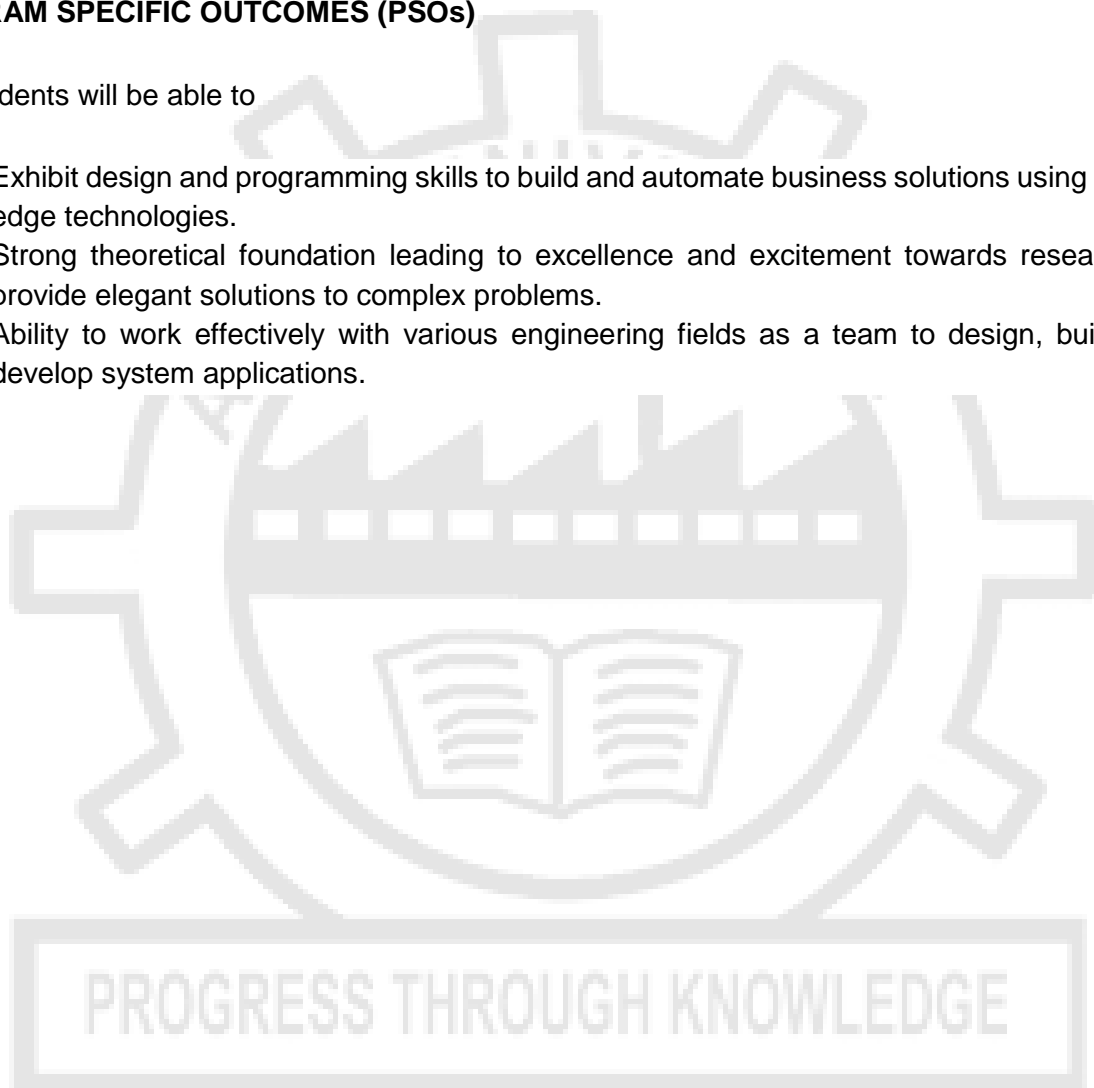 RAM SPECIFIC OUTCOMES (PSOs)
dents will be able to
Exhibit design and programming skills to build and automate business solutions using
edge technologies.
Strong theoretical foundation leading to excellence and excitement towards resea
provide elegant solutions to complex problems.
Ability to work effectively with various engineering fields as a team to design, bui
develop system applications.
PROGRESS THROUGH KNOWLEDGE